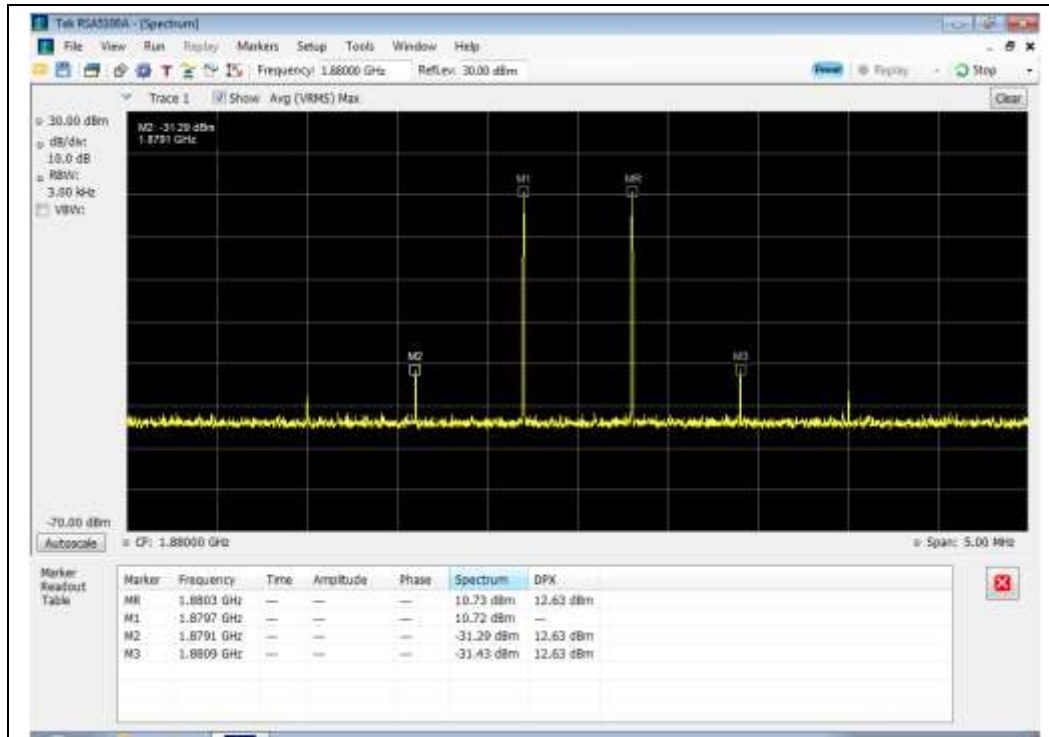 Tek RSA5100A - [Spectrum]
File View Run Replay Markers Setup Tools Window Help
Frequency: 1.88000 GHz RefLev: 30.00 dBm Preset Replay Stop
Trace 1 Show Avg (VRMS) Max Clear
30.00 dBm
dB/div:
10.0 dB
RBW:
3.00 kHz
VBW:
M2: -31.29 dBm
1.8791 GHz
M1 MR
M2 M3
-70.00 dBm
Autoscale CF: 1.88000 GHz Span: 5.00 MHz
Marker
Readout
Table
Marker Frequency Time Amplitude Phase Spectrum DPX
MR 1.8803 GHz --- --- --- 10.73 dBm 12.63 dBm
M1 1.8797 GHz --- --- --- 10.72 dBm ---
M2 1.8791 GHz --- --- --- -31.29 dBm 12.63 dBm
M3 1.8809 GHz --- --- --- -31.43 dBm 12.63 dBm